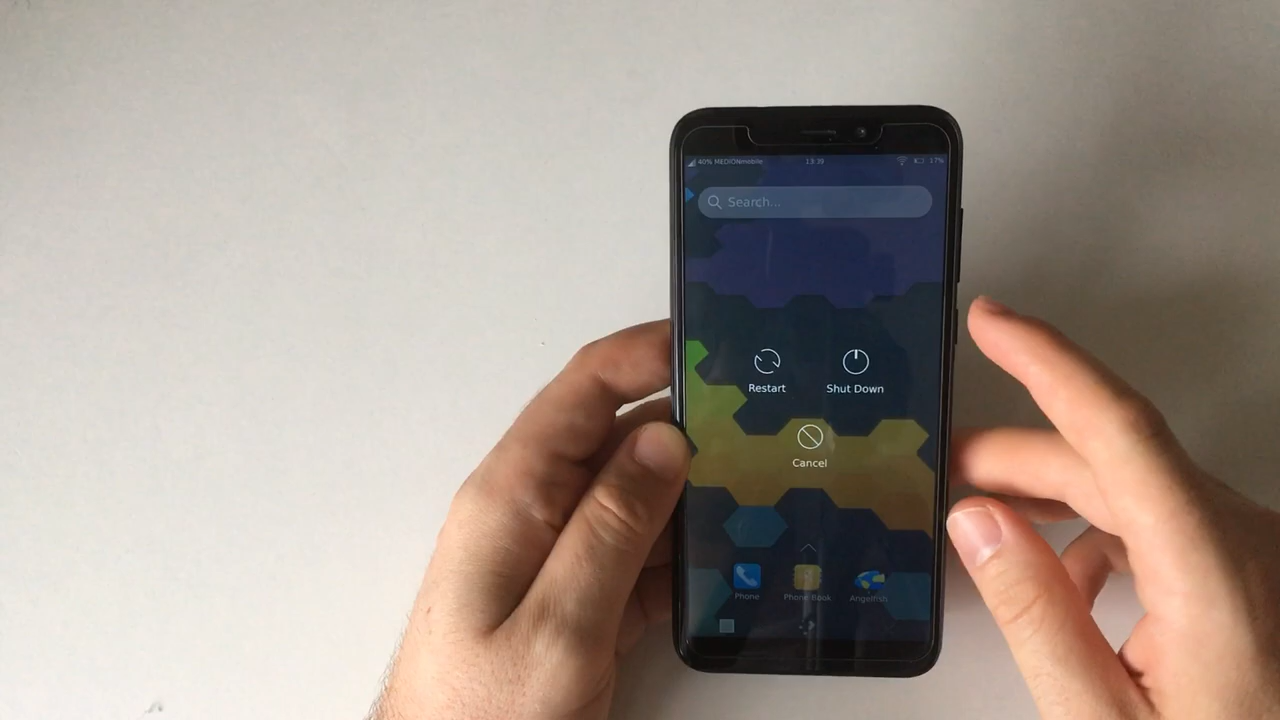 40% MEDIONmobile 13:39 17%
Search...
Restart Shut Down
Cancel
Phone Phone Book Angelfish